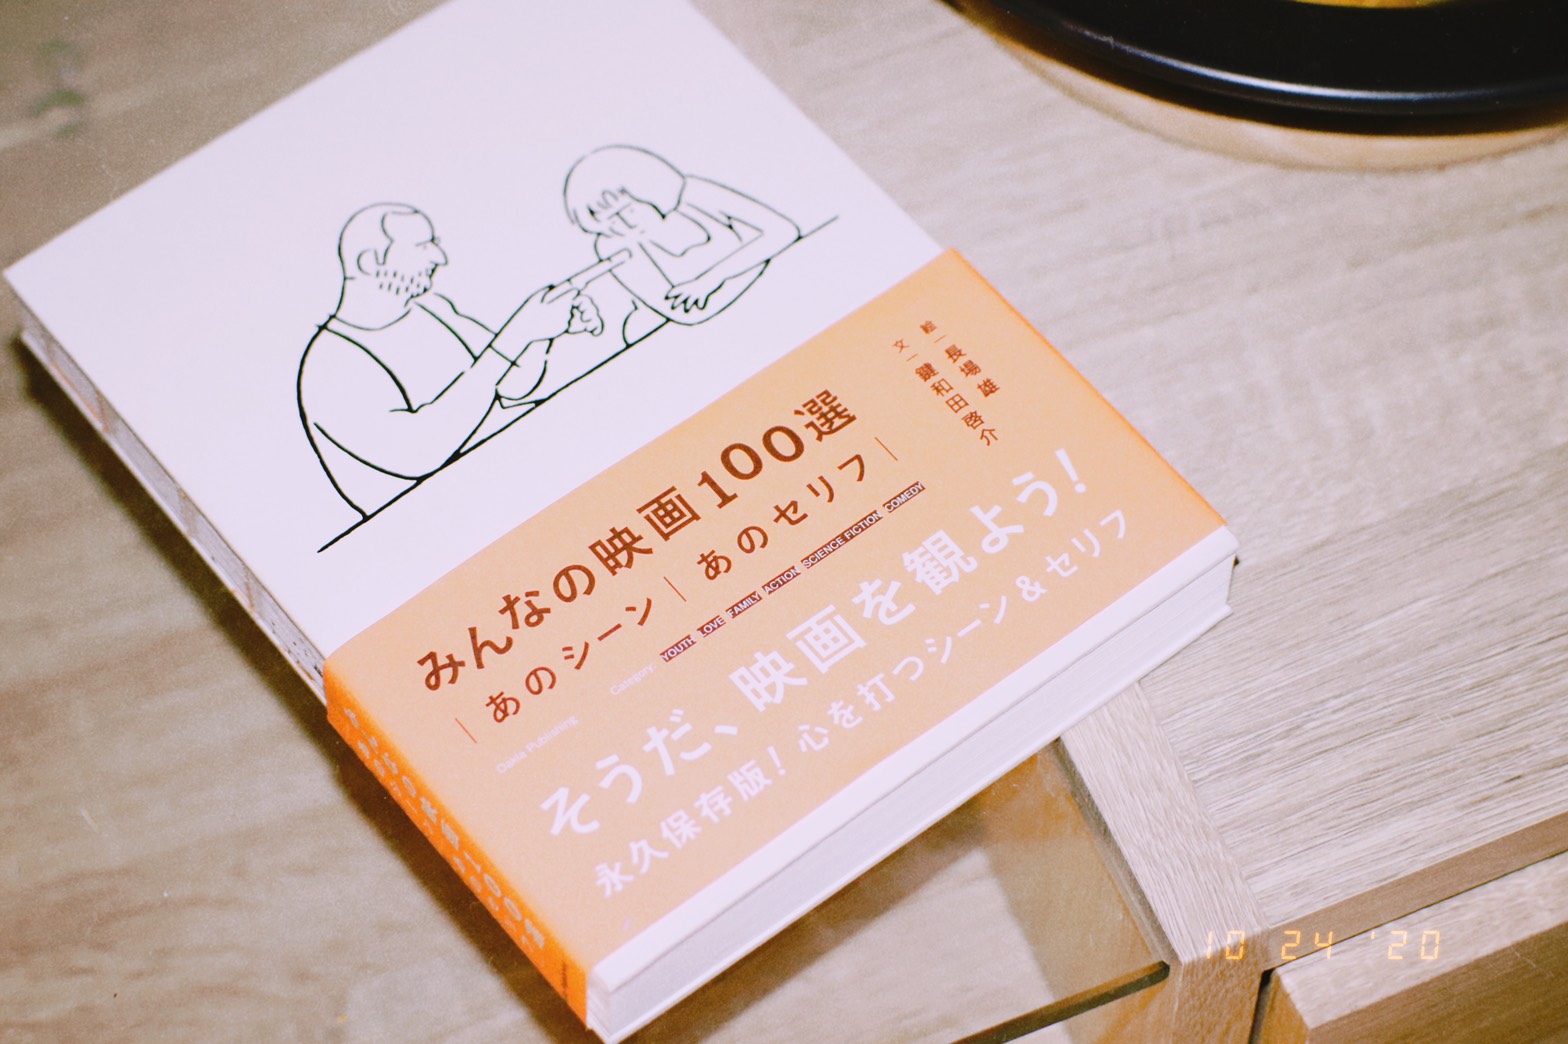 絵 ― 長場 雄
文 ― 鍵和田啓介
みんなの映画100選
| あのシーン | あのセリフ |
Category YOUTH LOVE FAMILY ACTION SCIENCE FICTION COMEDY
そうだ、映画を観よう!
永久保存版! 心を打つシーン & セリフ
10 24 '20